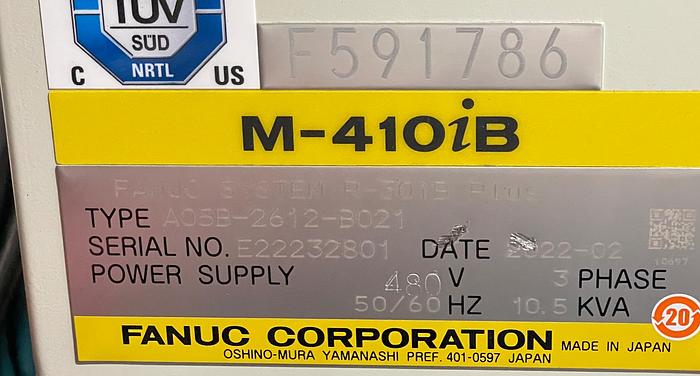 TÜV
SÜD
NRTL
C US
F591786
M-410iB
FANUC SYSTEM R-30iB Plus
TYPE A05B-2612-B021
SERIAL NO. E22232801 DATE 2022-02
POWER SUPPLY 480 V 3 PHASE
50/60 HZ 10.5 KVA
10697
20
FANUC CORPORATION MADE IN JAPAN
OSHINO-MURA YAMANASHI PREF. 401-0597 JAPAN